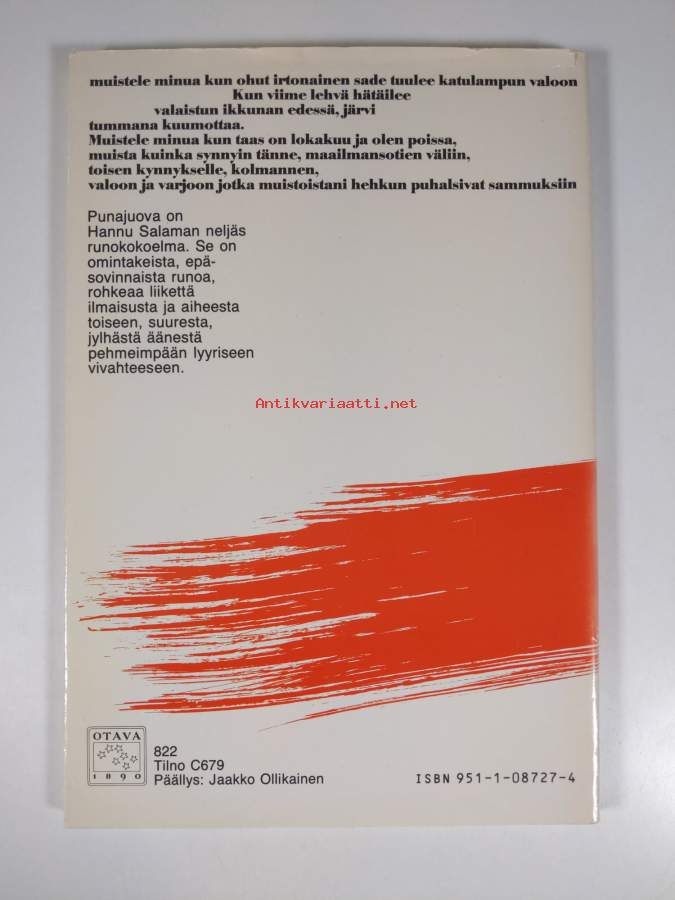 muistele minua kun ohut irtonainen sade tuulee katulampun valoon
Kun viime lehvä hätäilee
valaistun ikkunan edessä, järvi
tummana kuumottaa.
Muistele minua kun taas on lokakuu ja olen poissa,
muista kuinka synnyin tänne, maailmansotien väliin,
toisen kynnykselle, kolmannen,
valoon ja varjoon jotka muistoistani hehkun puhalsivat sammuksiin
Punajuova on
Hannu Salaman neljäs
runokokoelma. Se on
omintakeista, epä-
sovinnaista runoa,
rohkeaa liikettä
ilmaisusta ja aiheesta
toiseen, suuresta,
jylhästä äänestä
pehmeimpään lyyriseen
vivahteeseen.
Antikvariaatti.net
OTAVA
1890
822
Tilno C679
Päällys: Jaakko Ollikainen
ISBN 951-1-08727-4